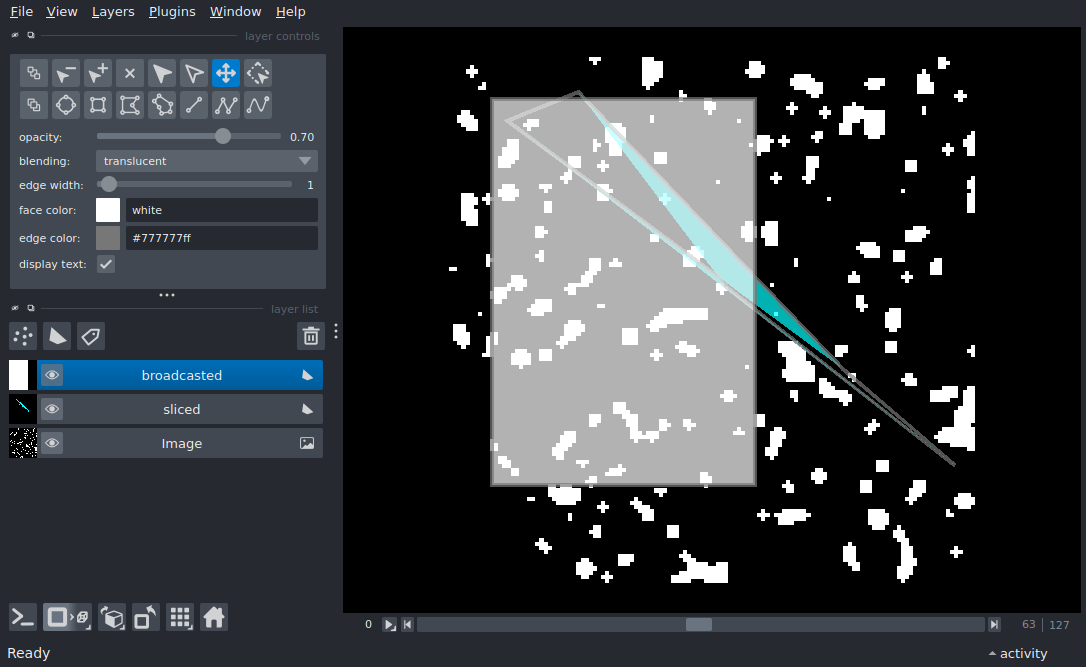 File View Layers Plugins Window Help
layer controls
opacity: 0.70
blending: translucent
edge width: 1
face color: white
edge color: #777777ff
display text:
layer list
broadcasted
sliced
Image
0 63 127
Ready activity